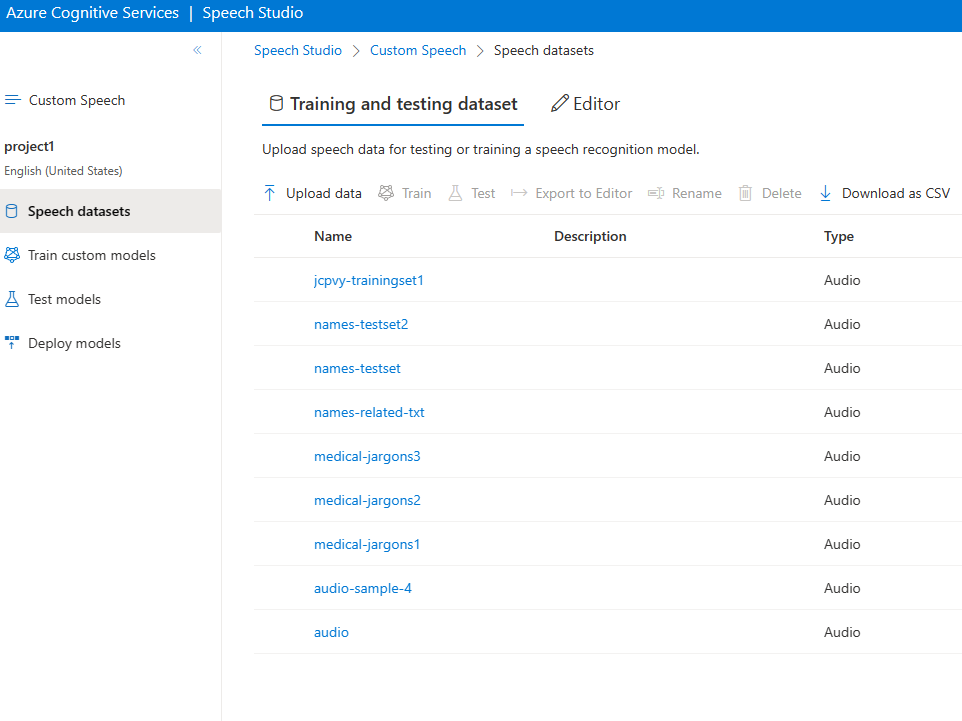 Azure Cognitive Services | Speech Studio
Speech Studio > Custom Speech > Speech datasets
Custom Speech
project1
English (United States)
Speech datasets
Train custom models
Test models
Deploy models
Training and testing dataset Editor
Upload speech data for testing or training a speech recognition model.
Upload data Train Test Export to Editor Rename Delete Download as CSV
Name Description Type
jcpvy-trainingset1 Audio
names-testset2 Audio
names-testset Audio
names-related-txt Audio
medical-jargons3 Audio
medical-jargons2 Audio
medical-jargons1 Audio
audio-sample-4 Audio
audio Audio